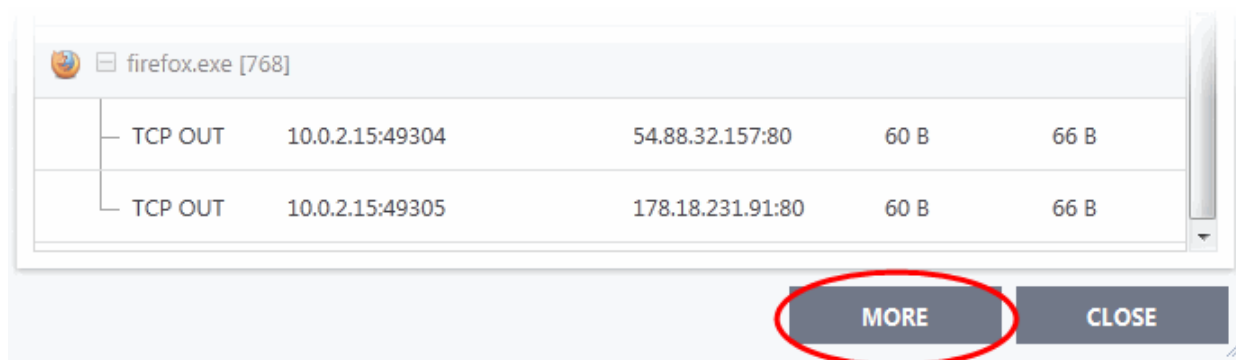 firefox.exe [768]
TCP OUT 10.0.2.15:49304 54.88.32.157:80 60 B 66 B
TCP OUT 10.0.2.15:49305 178.18.231.91:80 60 B 66 B
MORE CLOSE